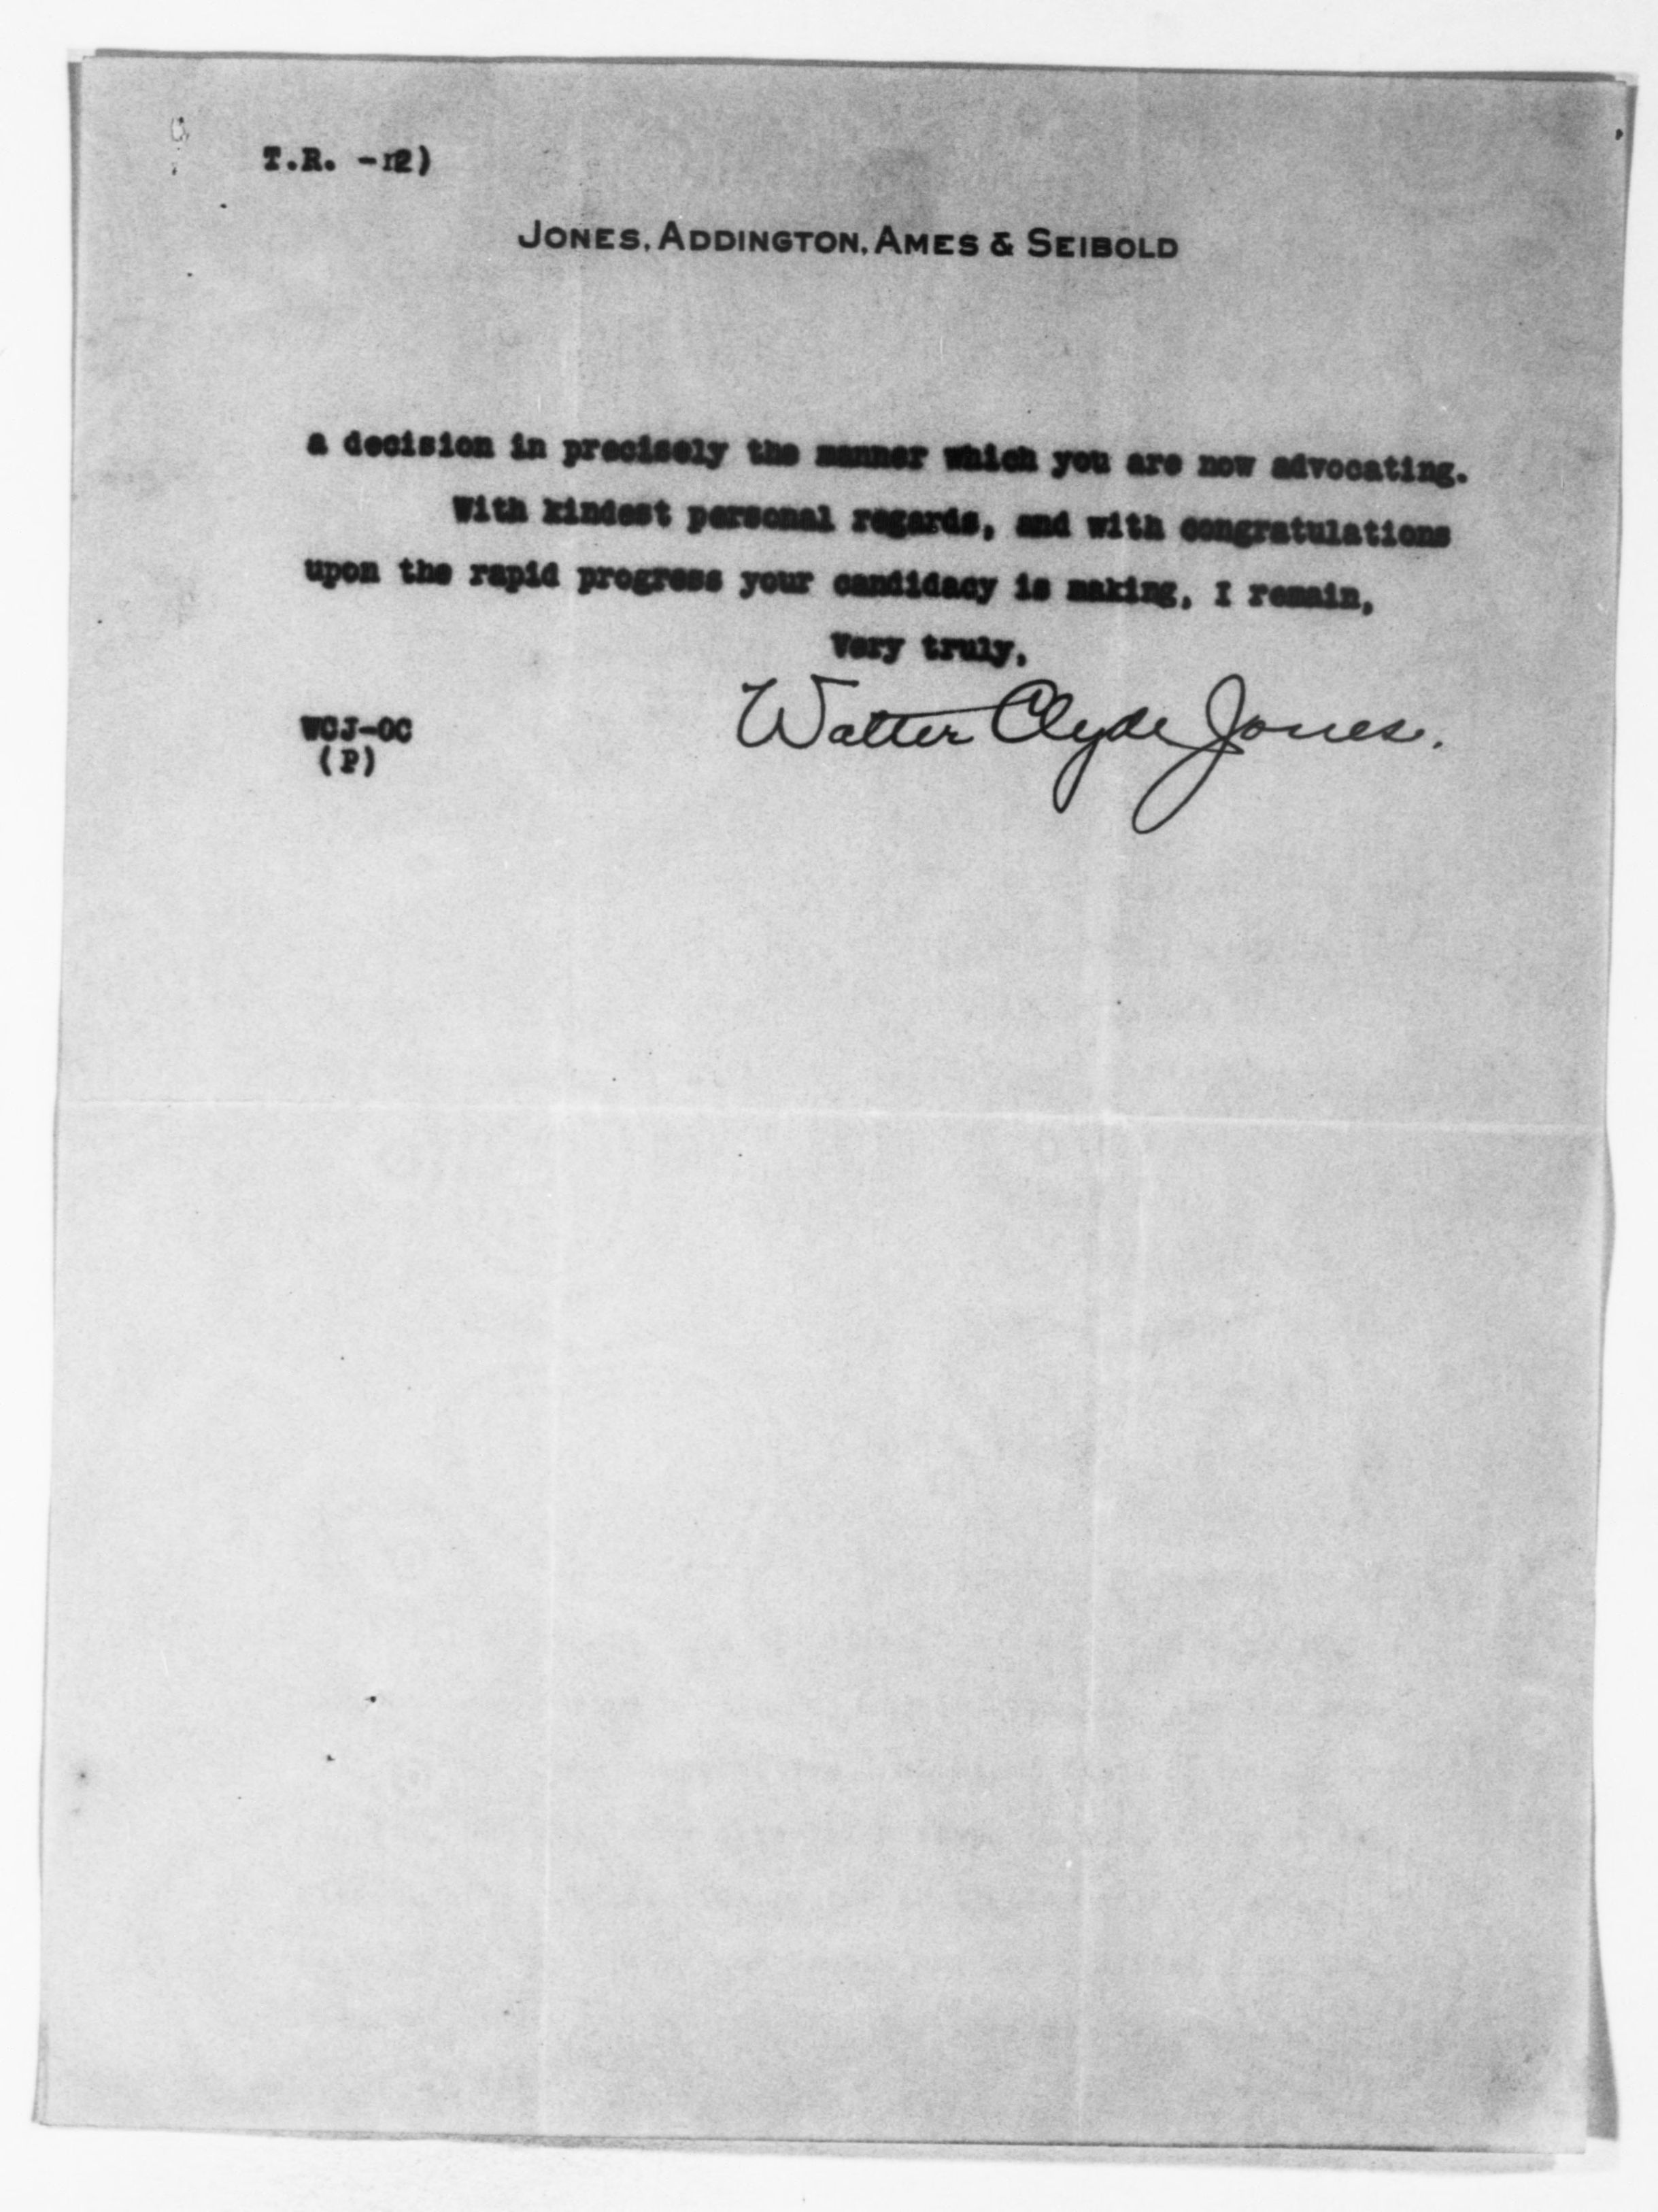 T.R. -2)
JONES, ADDINGTON, AMES & SEIBOLD
a decision in precisely the manner which you are now advocating.
With kindest personal regards, and with congratulations
upon the rapid progress your candidacy is making, I remain,
Very truly,
Walter Clyde Jones.
WCJ-OC
(P)